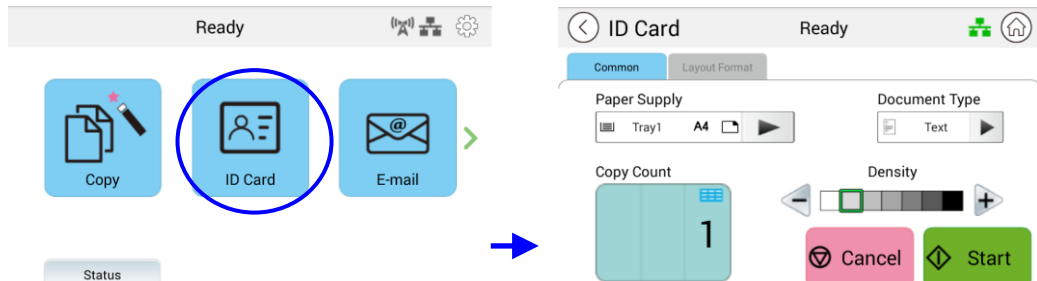 Ready
Copy
ID Card
E-mail
@
Status
ID Card
Ready
Common
Layout Format
Paper Supply
Document Type
Tray1 A4
Text
Copy Count
Density
1
Cancel
Start